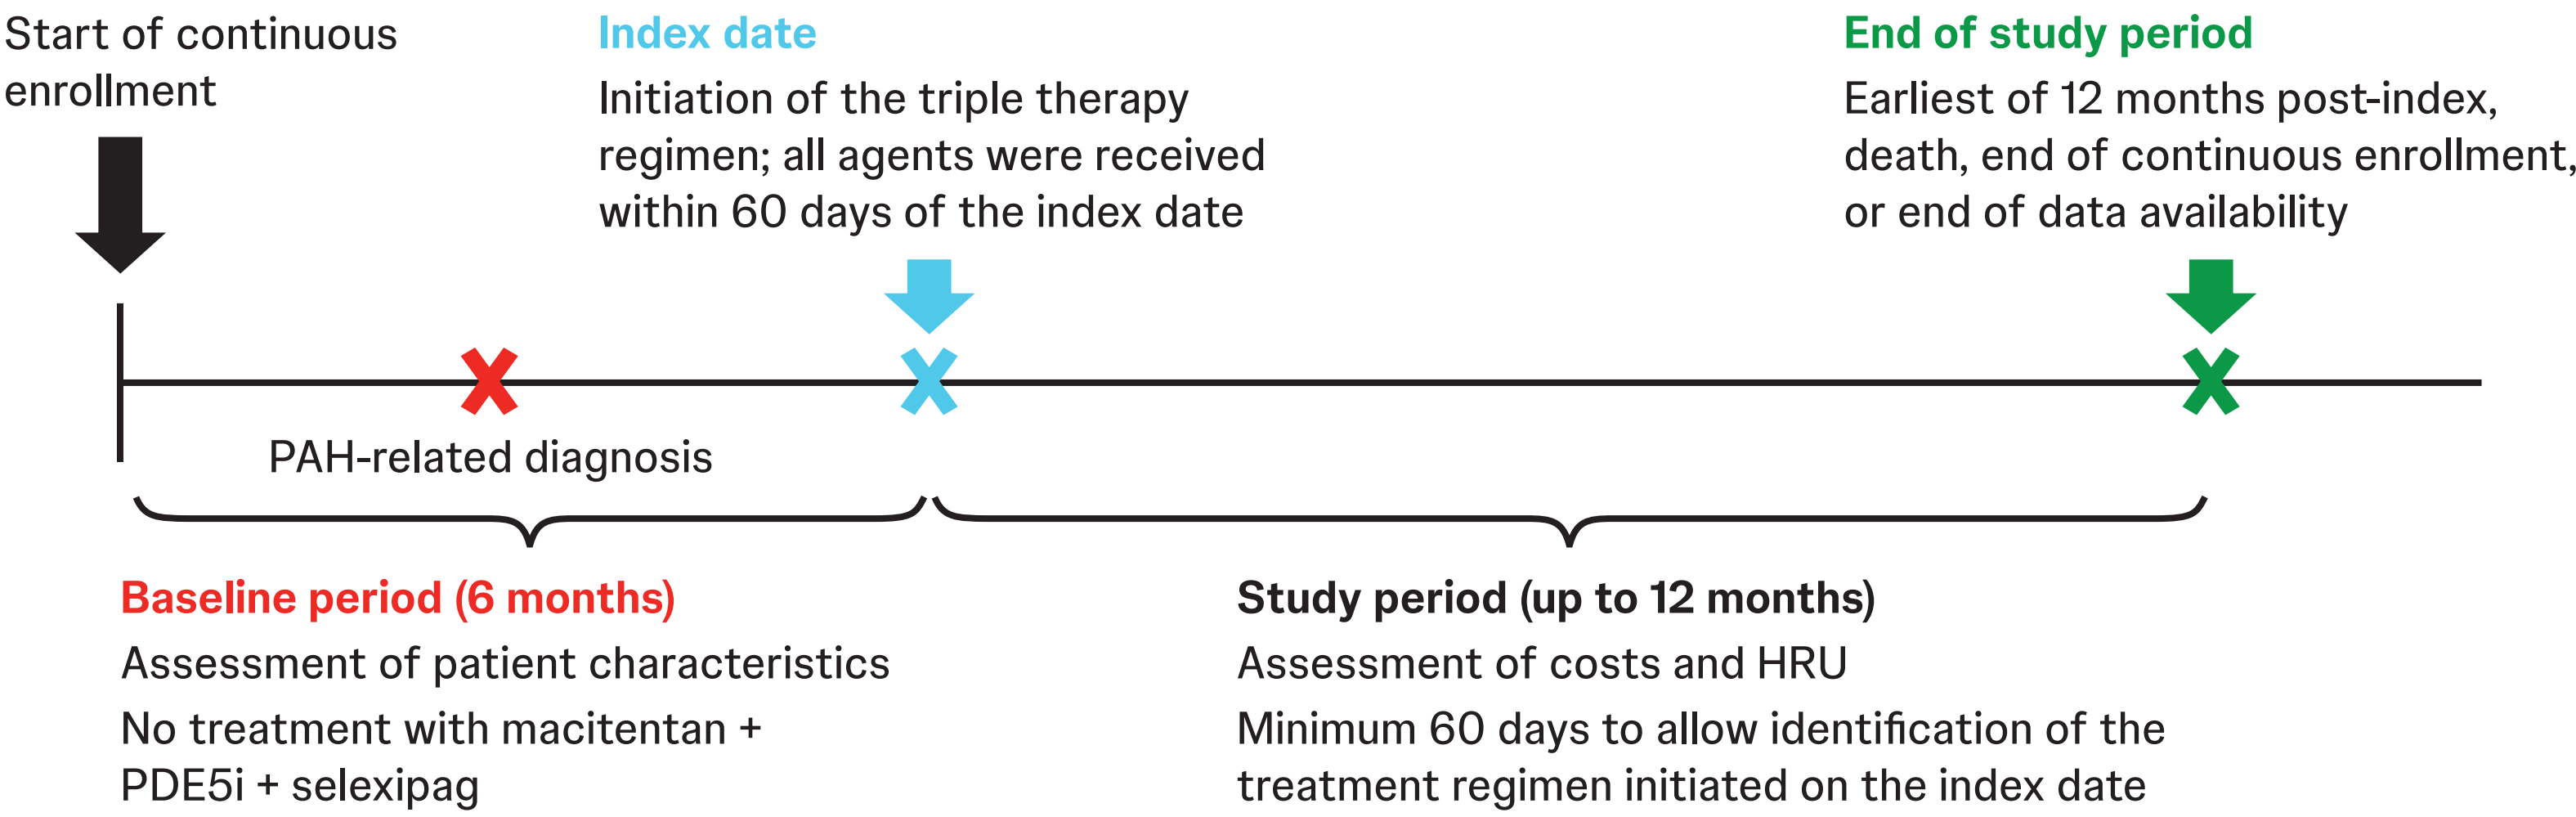 Start of continuous
enrollment
Index date
Initiation of the triple therapy
regimen; all agents were received
within 60 days of the index date
End of study period
Earliest of 12 months post-index,
death, end of continuous enrollment,
or end of data availability
PAH-related diagnosis
Baseline period (6 months)
Assessment of patient characteristics
No treatment with macitentan +
PDE5i + selexipag
Study period (up to 12 months)
Assessment of costs and HRU
Minimum 60 days to allow identification of the
treatment regimen initiated on the index date